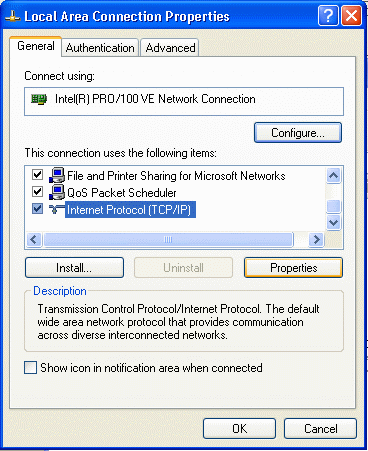 Local Area Connection Properties
General Authentication Advanced
Connect using:
Intel(R) PRO/100 VE Network Connection
Configure...
This connection uses the following items:
File and Printer Sharing for Microsoft Networks
QoS Packet Scheduler
Internet Protocol (TCP/IP)
Install... Uninstall Properties
Description
Transmission Control Protocol/Internet Protocol. The default
wide area network protocol that provides communication
across diverse interconnected networks.
Show icon in notification area when connected
OK Cancel